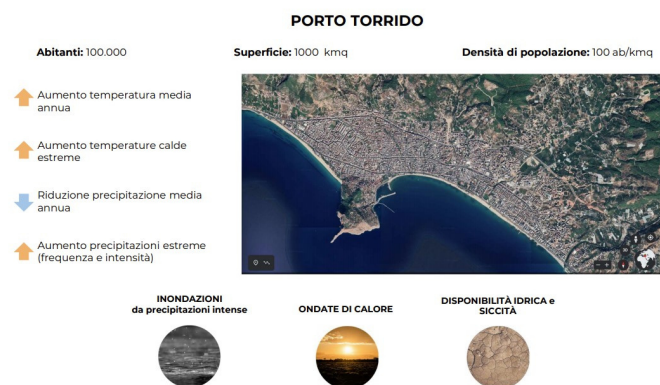 PORTO TORRIDO
Abitanti: 100.000
Superficie: 1000 kmq
Densità di popolazione: 100 ab/kmq
Aumento temperatura media
annua
Aumento temperature calde
estreme
Riduzione precipitazione media
annua
Aumento precipitazioni estreme
(frequenza e intensità)
INONDAZIONI
da precipitazioni intense
ONDATE DI CALORE
DISPONIBILITÀ IDRICA e
SICCITÀ